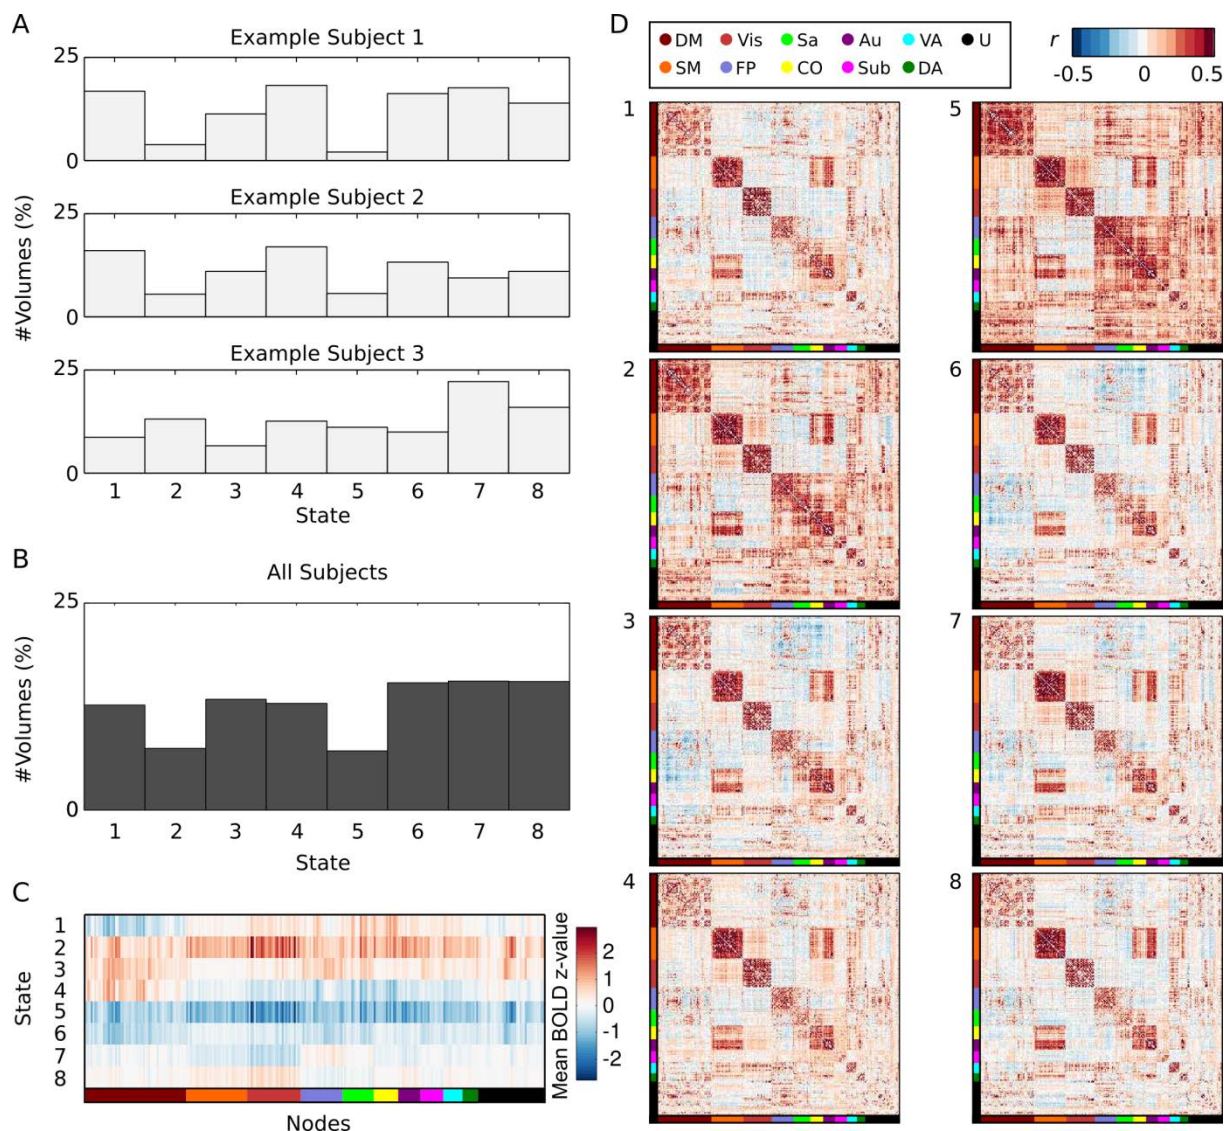 A
Example Subject 1
25
0
Example Subject 2
25
0
#Volumes (%)
Example Subject 3
25
0
1 2 3 4 5 6 7 8
State
B
All Subjects
25
#Volumes (%)
0
1 2 3 4 5 6 7 8
State
C
State
1
2
3
4
5
6
7
8
Nodes
Mean BOLD z-value
2
1
0
-1
-2
D
DM Vis Sa Au VA U
SM FP CO Sub DA
r
-0.5 0 0.5
1
5
2
6
3
7
4
8